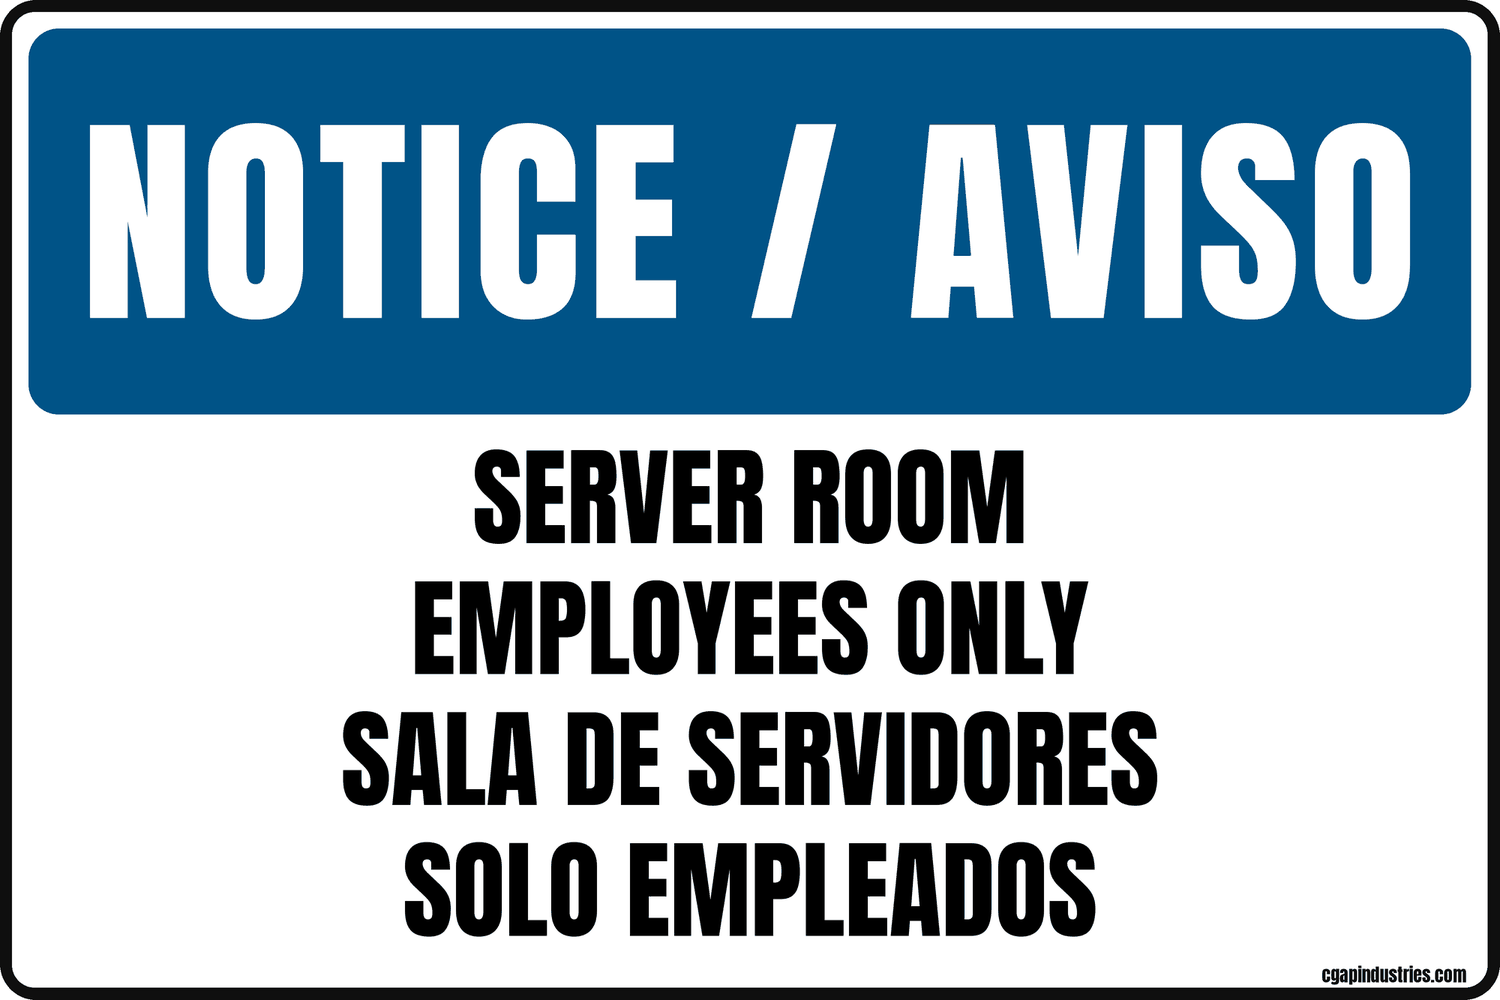 NOTICE / AVISO
SERVER ROOM
EMPLOYEES ONLY
SALA DE SERVIDORES
SOLO EMPLEADOS
cgapindustries.com